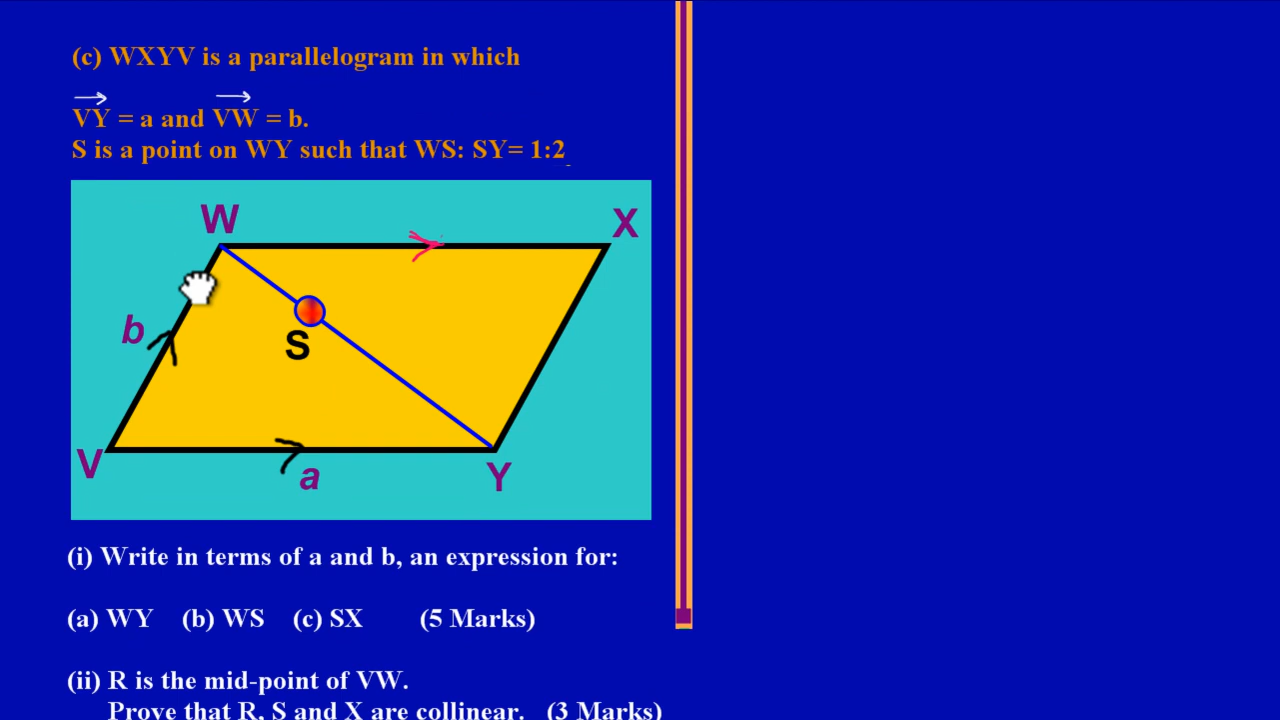 (c) WXYV is a parallelogram in which
VY = a and VW = b.
S is a point on WY such that WS: SY= 1:2
W
X
b
S
V
a
Y
(i) Write in terms of a and b, an expression for:
(a) WY (b) WS (c) SX (5 Marks)
(ii) R is the mid-point of VW.
Prove that R, S and X are collinear. (3 Marks)